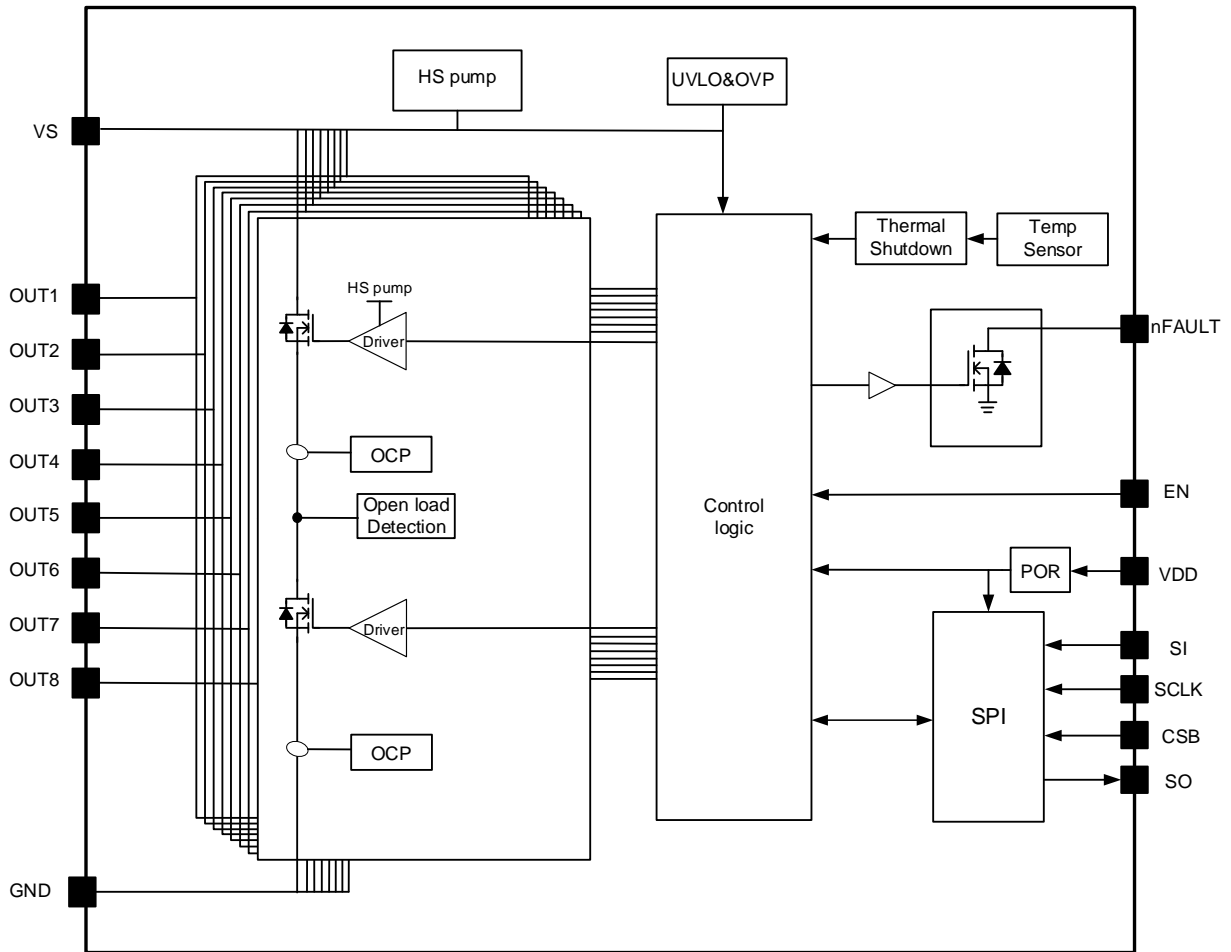 HS pump
UVLO&OVP
VS
Thermal
Shutdown
Temp
Sensor
OUT1
HS pump
nFAULT
Driver
OUT2
OUT3
OCP
OUT4
EN
Open load
Detection
OUT5
Control
logic
POR
VDD
OUT6
OUT7
Driver
SI
OUT8
SCLK
SPI
CSB
OCP
SO
GND